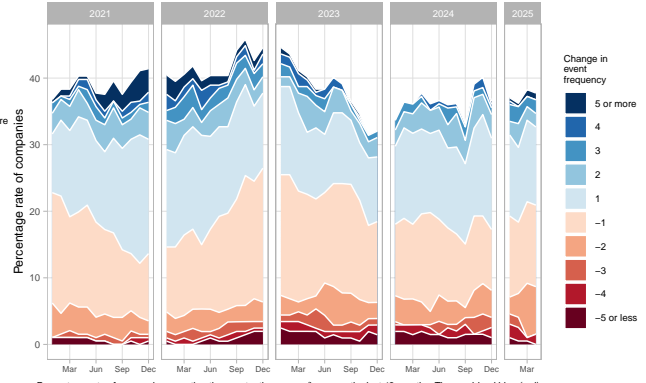 2021 2022 2023 2024 2025
Change in
event
frequency
5 or more
4
3
2
1
−1
−2
−3
−4
−5 or less
Percentage rate of companies
40
30
20
10
0
Mar Jun Sep Dec Mar Jun Sep Dec Mar Jun Sep Dec Mar Jun Sep Dec Mar